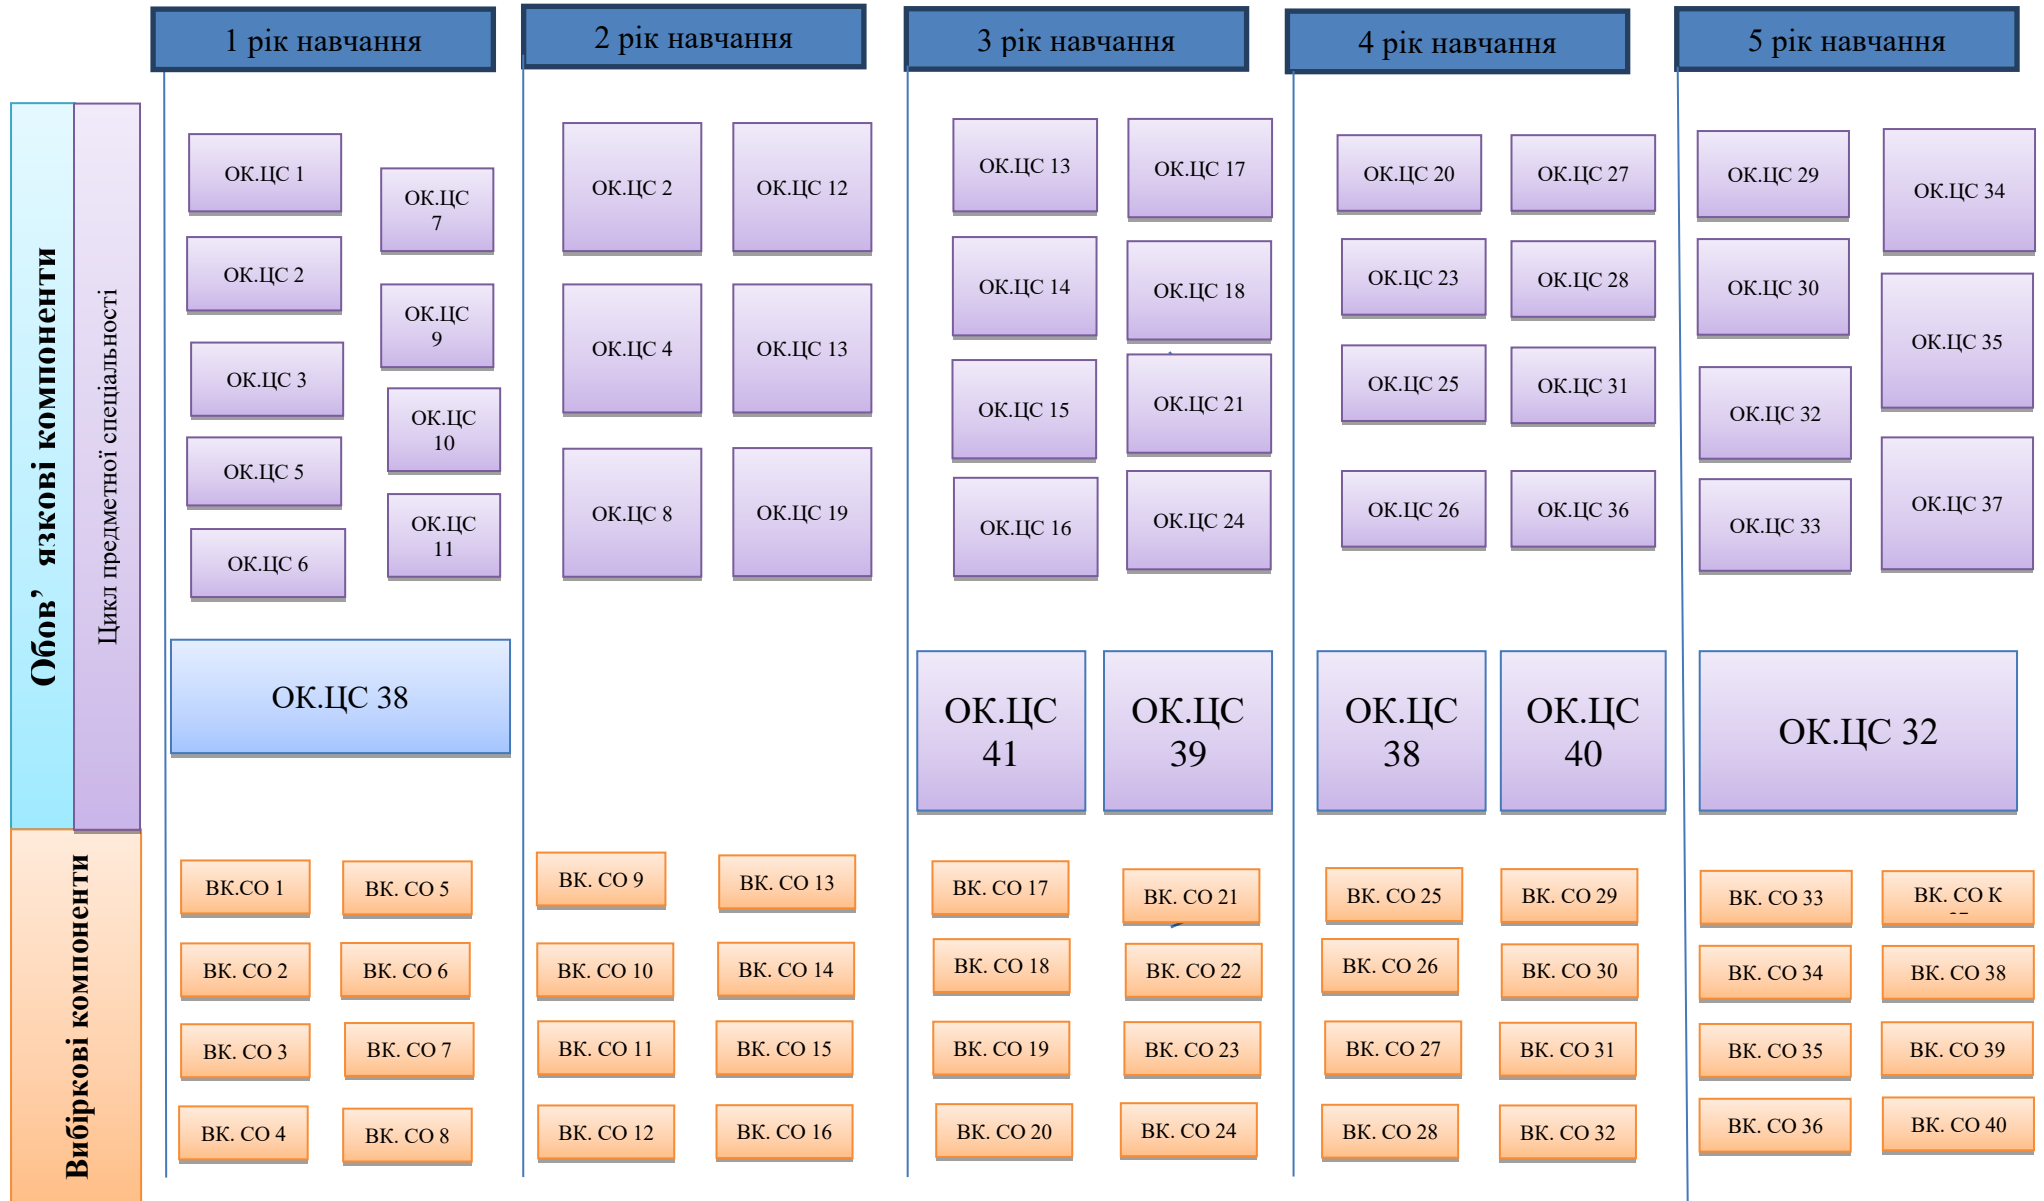 1 рік навчання
2 рік навчання
3 рік навчання
4 рік навчання
5 рік навчання
Обов’ язкові компоненти
Цикл предметної спеціальності
ОК.ЦС 1
ОК.ЦС 2
ОК.ЦС 3
ОК.ЦС 5
ОК.ЦС 6
ОК.ЦС
7
ОК.ЦС
9
ОК.ЦС
10
ОК.ЦС
11
ОК.ЦС 38
ОК.ЦС 2
ОК.ЦС 4
ОК.ЦС 8
ОК.ЦС 12
ОК.ЦС 13
ОК.ЦС 19
ОК.ЦС 13
ОК.ЦС 14
ОК.ЦС 15
ОК.ЦС 16
ОК.ЦС 17
ОК.ЦС 18
ОК.ЦС 21
ОК.ЦС 24
ОК.ЦС
41
ОК.ЦС
39
ОК.ЦС 20
ОК.ЦС 23
ОК.ЦС 25
ОК.ЦС 26
ОК.ЦС 27
ОК.ЦС 28
ОК.ЦС 31
ОК.ЦС 36
ОК.ЦС
38
ОК.ЦС
40
ОК.ЦС 29
ОК.ЦС 30
ОК.ЦС 32
ОК.ЦС 33
ОК.ЦС 34
ОК.ЦС 35
ОК.ЦС 37
ОК.ЦС 32
Вибіркові компоненти
ВК.СО 1
ВК. СО 2
ВК. СО 3
ВК. СО 4
ВК. СО 5
ВК. СО 6
ВК. СО 7
ВК. СО 8
ВК. СО 9
ВК. СО 10
ВК. СО 11
ВК. СО 12
ВК. СО 13
ВК. СО 14
ВК. СО 15
ВК. СО 16
ВК. СО 17
ВК. СО 18
ВК. СО 19
ВК. СО 20
ВК. СО 21
ВК. СО 22
ВК. СО 23
ВК. СО 24
ВК. СО 25
ВК. СО 26
ВК. СО 27
ВК. СО 28
ВК. СО 29
ВК. СО 30
ВК. СО 31
ВК. СО 32
ВК. СО 33
ВК. СО 34
ВК. СО 35
ВК. СО 36
ВК. СО К
ВК. СО 38
ВК. СО 39
ВК. СО 40